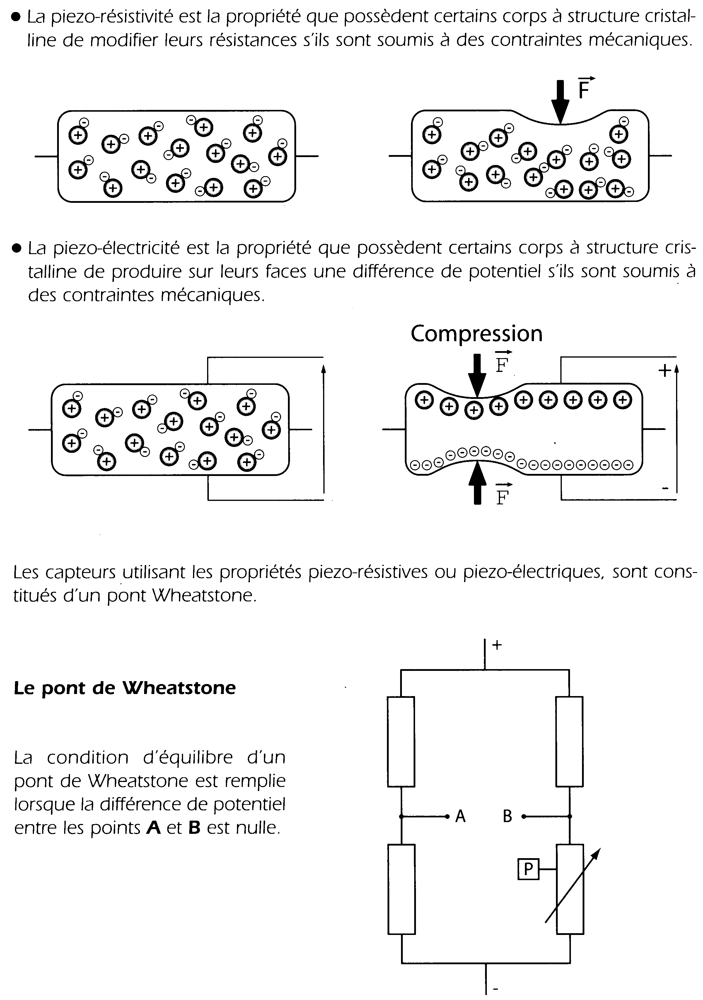 ● La piezo-résistivité est la propriété que possèdent certains corps à structure cristal-
line de modifier leurs résistances s'ils sont soumis à des contraintes mécaniques.
F
● La piezo-électricité est la propriété que possèdent certains corps à structure cris-
talline de produire sur leurs faces une différence de potentiel s'ils sont soumis à
des contraintes mécaniques.
Compression
F
+
-
F
Les capteurs utilisant les propriétés piezo-résistives ou piezo-électriques, sont cons-
titués d'un pont Wheatstone.
+
Le pont de Wheatstone
La condition d'équilibre d'un
pont de Wheatstone est remplie
lorsque la différence de potentiel
entre les points A et B est nulle.
A B
P
-